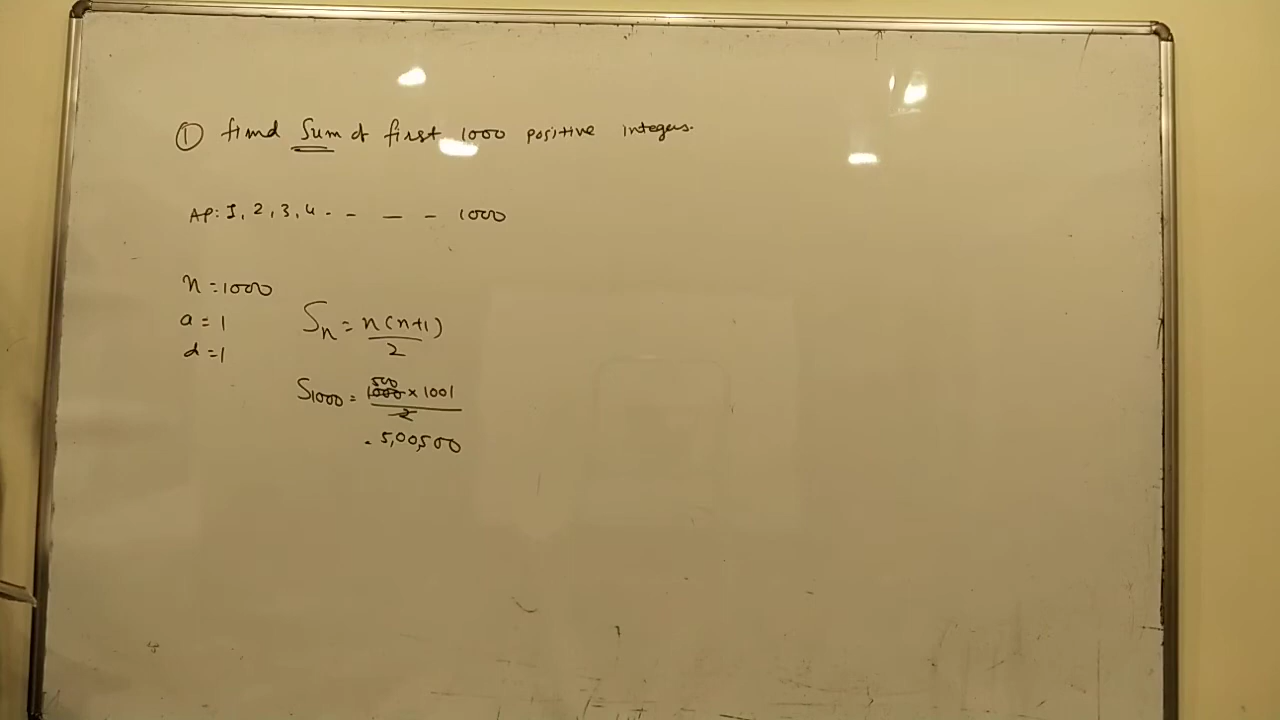 ① find Sum of first 1000 positive integers.
AP: 1, 2, 3, 4 - - - - 1000
n = 1000
a = 1
d = 1
Sn = n(n+1)
2
S1000 = 500
1000 × 1001
2
= 5,00,500